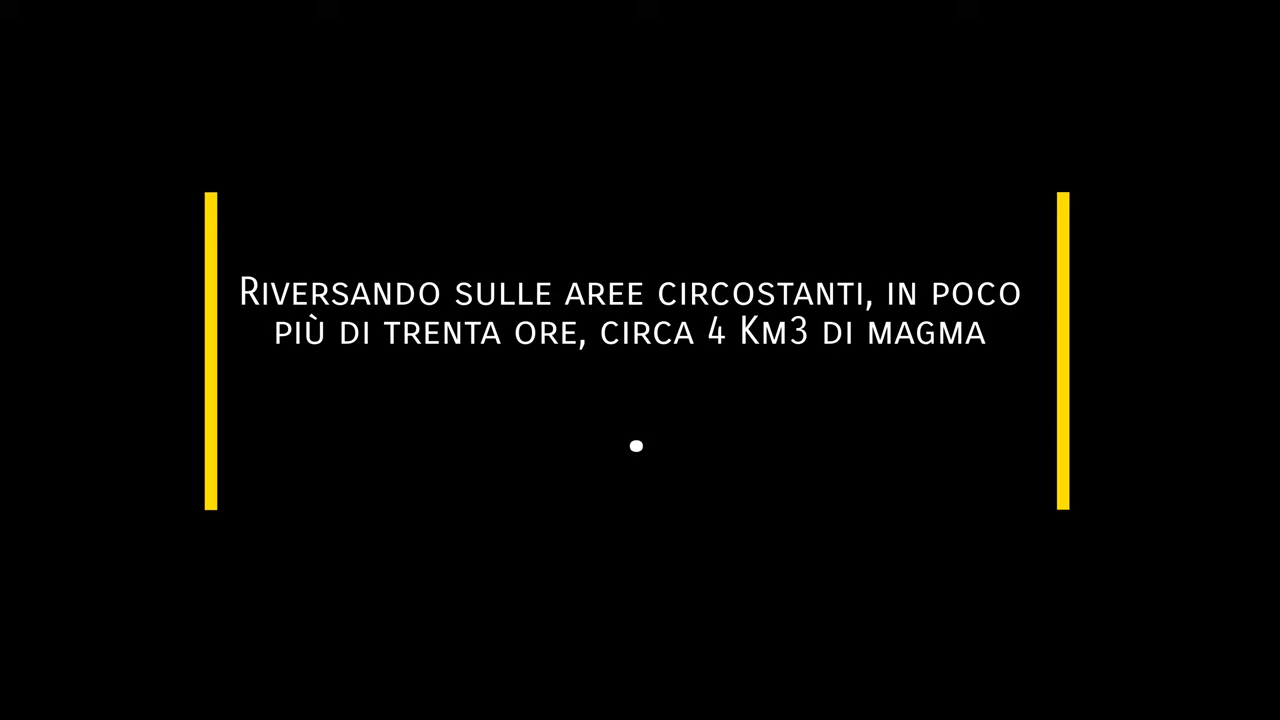 Riversando sulle aree circostanti, in poco
più di trenta ore, circa 4 Km3 di magma
.